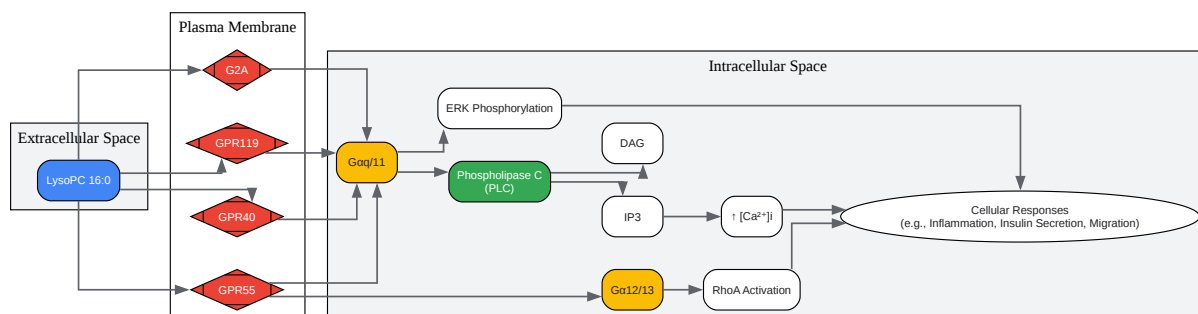 Plasma Membrane
Intracellular Space
Extracellular Space
LysoPC 16:0
G2A
GPR119
GPR40
GPR55
Gαq/11
ERK Phosphorylation
Phospholipase C
(PLC)
DAG
IP3
↑ [Ca²⁺]i
Gα12/13
RhoA Activation
Cellular Responses
(e.g., Inflammation, Insulin Secretion, Migration)